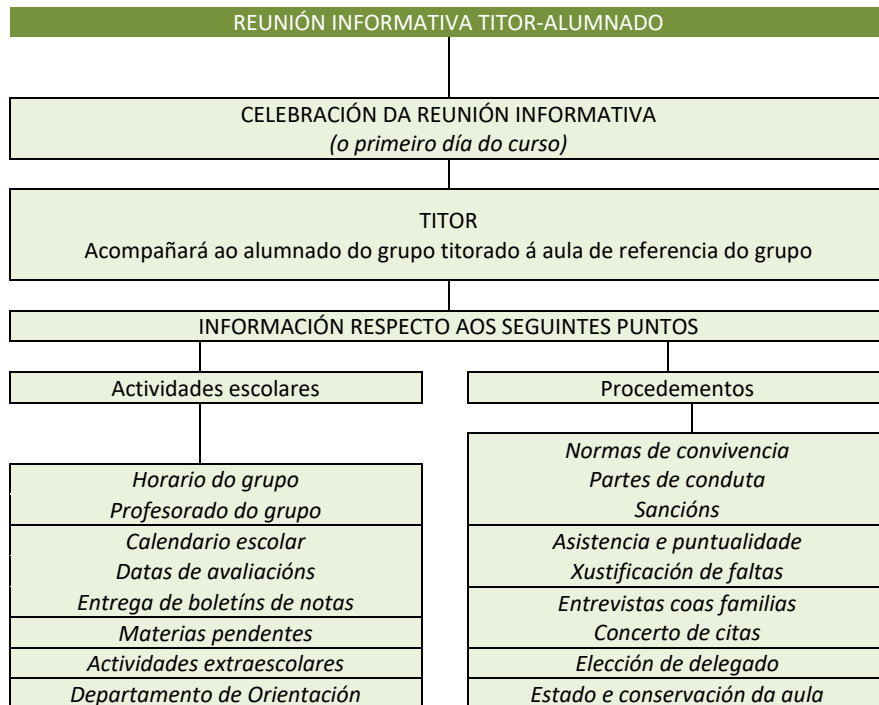 REUNIÓN INFORMATIVA TITOR-ALUMNADO
CELEBRACIÓN DA REUNIÓN INFORMATIVA
(o primeiro día do curso)
TITOR
Acompañará ao alumnado do grupo titorado á aula de referencia do grupo
INFORMACIÓN RESPECTO AOS SEGUINTES PUNTOS
Actividades escolares
Horario do grupo
Profesorado do grupo
Calendario escolar
Datas de avaliacións
Entrega de boletíns de notas
Materias pendentes
Actividades extraescolares
Departamento de Orientación
Procedementos
Normas de convivencia
Partes de conduta
Sancións
Asistencia e puntualidade
Xustificación de faltas
Entrevistas coas familias
Concerto de citas
Elección de delegado
Estado e conservación da aula